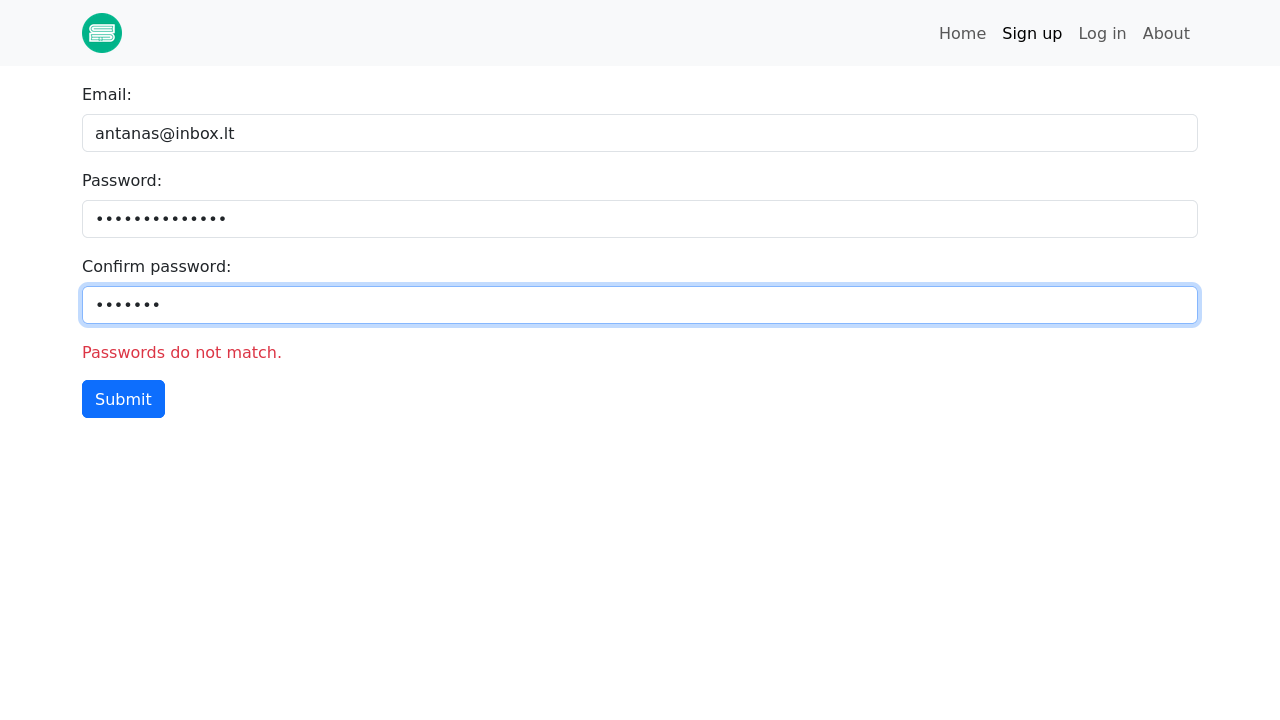 Home Sign up Log in About
Email:
antanas@inbox.lt
Password:
••••••••••••••
Confirm password:
•••••••
Passwords do not match.
Submit